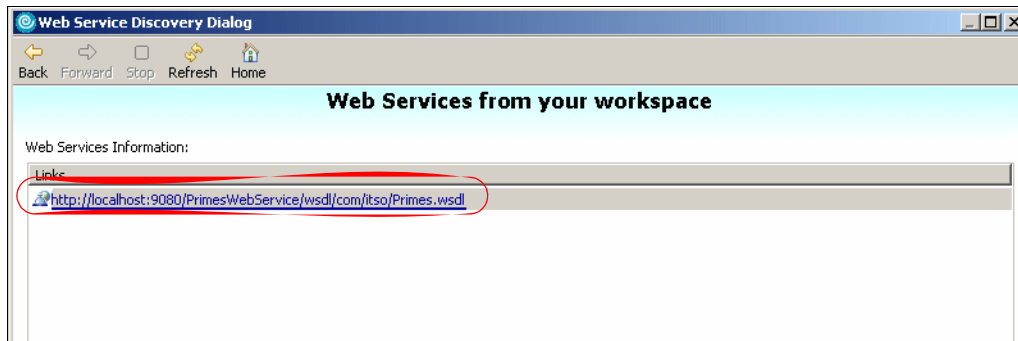 Web Service Discovery Dialog
Back Forward Stop Refresh Home
Web Services from your workspace
Web Services Information:
Links
http://localhost:9080/PrimesWebService/wsdl/com/itso/Primes.wsdl